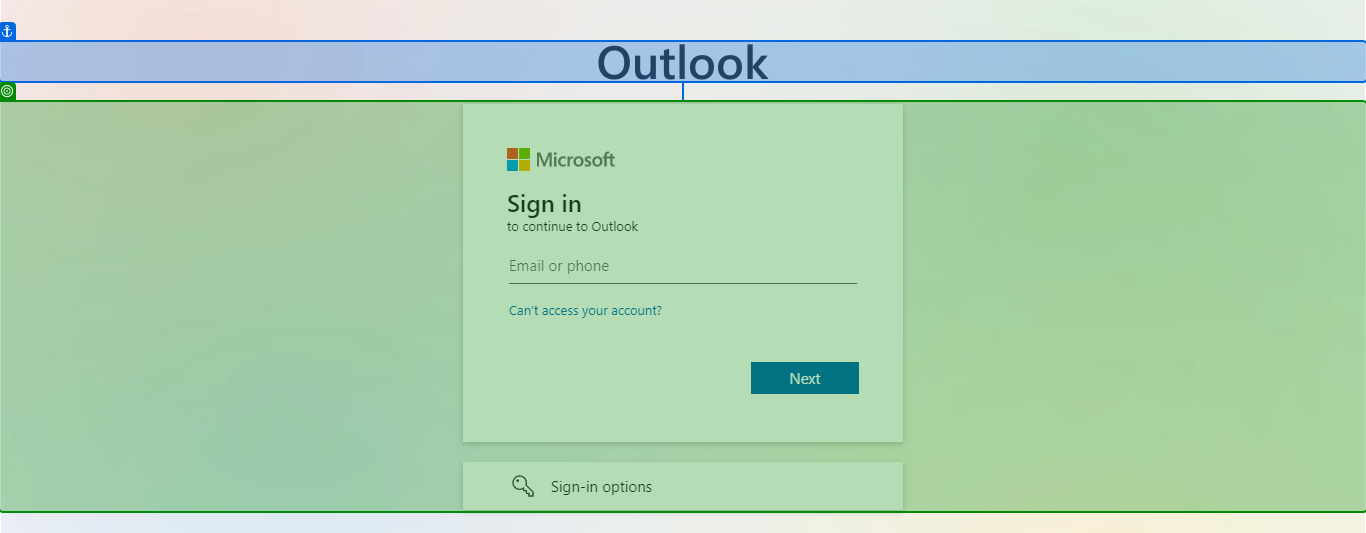 Outlook
Microsoft
Sign in
to continue to Outlook
Email or phone
Can't access your account?
Next
Sign-in options